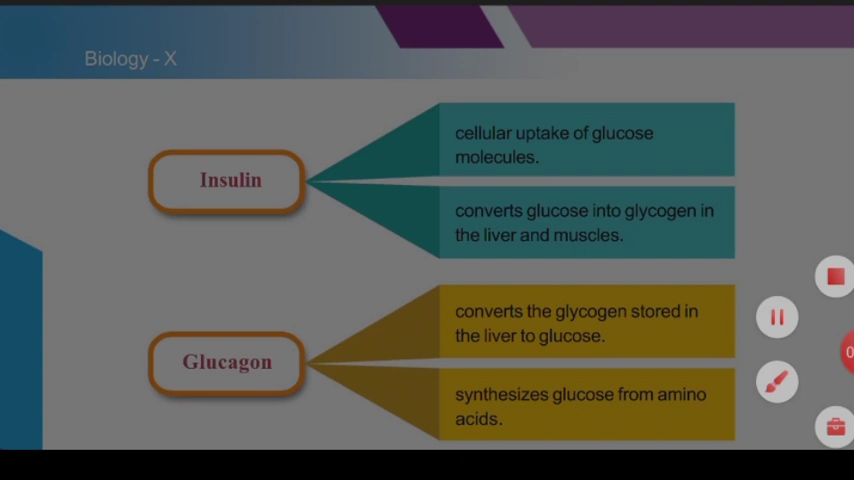 Biology - X
Insulin
cellular uptake of glucose
molecules.
converts glucose into glycogen in
the liver and muscles.
Glucagon
converts the glycogen stored in
the liver to glucose.
synthesizes glucose from amino
acids.
0